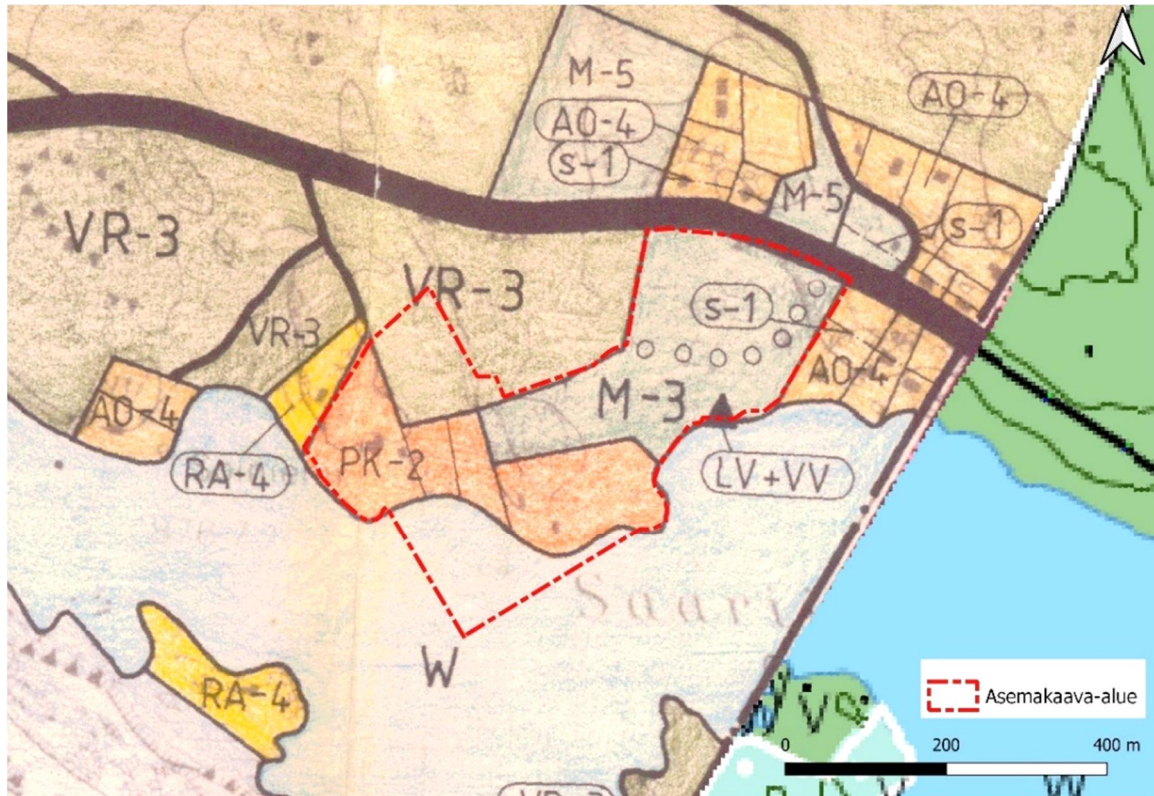 M-5
AO-4
AO-4
s-1
M-5
s-1
VR-3
VR-3
s-1
VR-3
AO-4
M-3
AO-4
PK-2
RA-4
LV+VV
Saari
W
RA-4
Asemakaava-alue
0 200 400 m